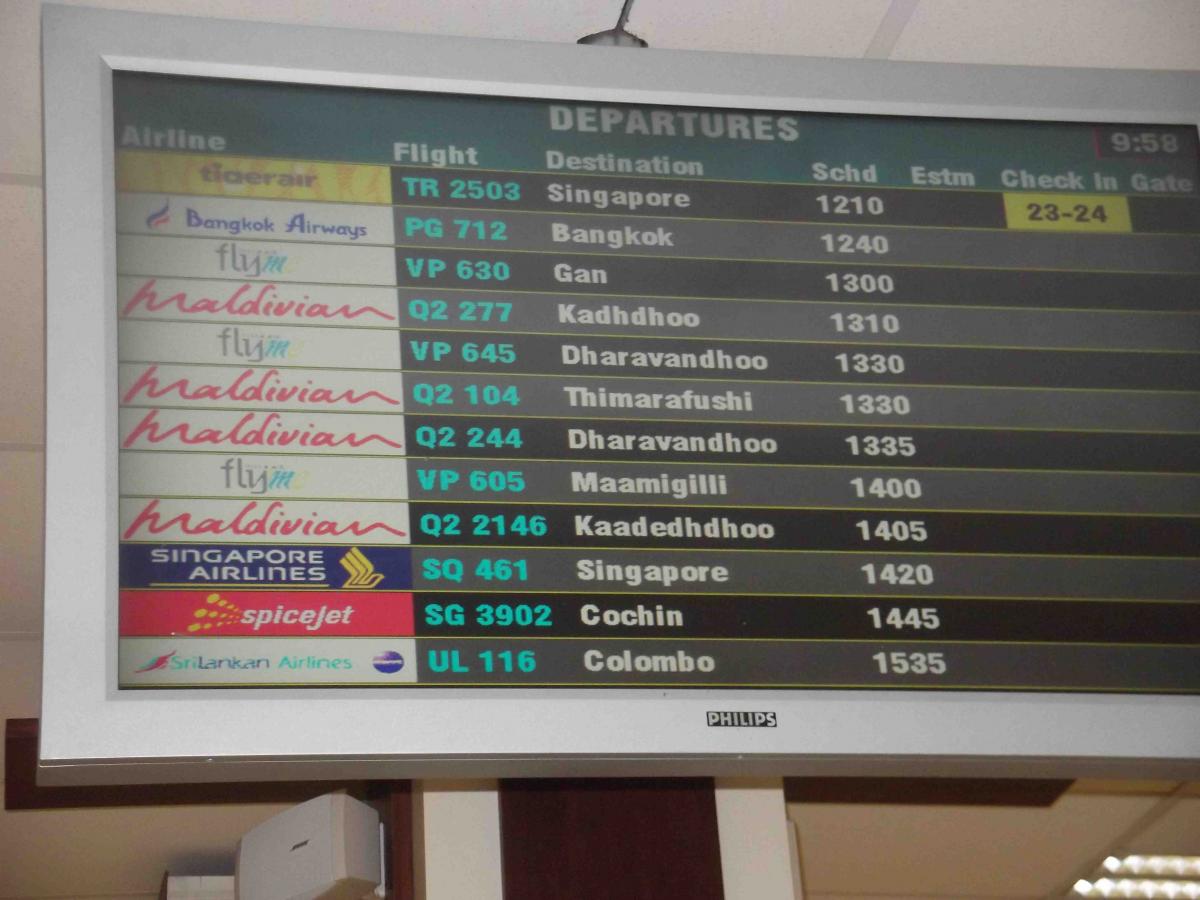 DEPARTURES 9:58
Airline Flight Destination Schd Estm Check In Gate
tigerair TR 2503 Singapore 1210 23-24
Bangkok Airways PG 712 Bangkok 1240
flyme VP 630 Gan 1300
maldivian Q2 277 Kadhdhoo 1310
flyme VP 645 Dharavandhoo 1330
maldivian Q2 104 Thimarafushi 1330
maldivian Q2 244 Dharavandhoo 1335
flyme VP 605 Maamigilli 1400
maldivian Q2 2146 Kaadedhdhoo 1405
SINGAPORE AIRLINES SQ 461 Singapore 1420
spiceJet SG 3902 Cochin 1445
SriLankan Airlines UL 116 Colombo 1535
PHILIPS